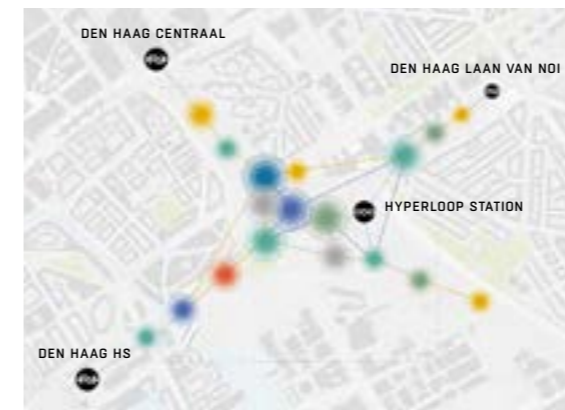 DEN HAAG CENTRAAL
DEN HAAG LAAN VAN NOI
HYPERLOOP STATION
DEN HAAG HS